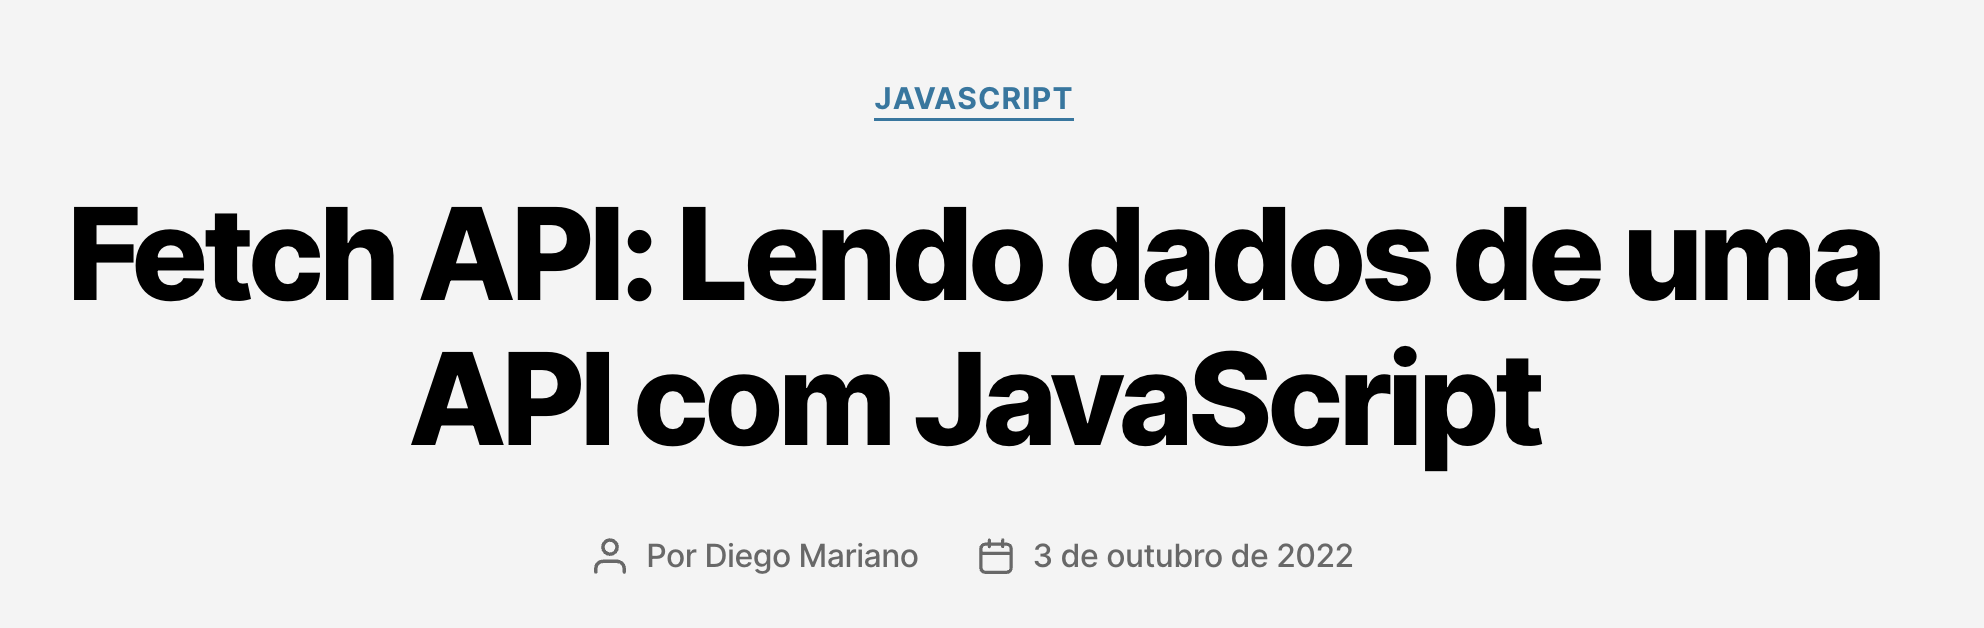 JAVASCRIPT
Fetch API: Lendo dados de uma
API com JavaScript
Por Diego Mariano 3 de outubro de 2022